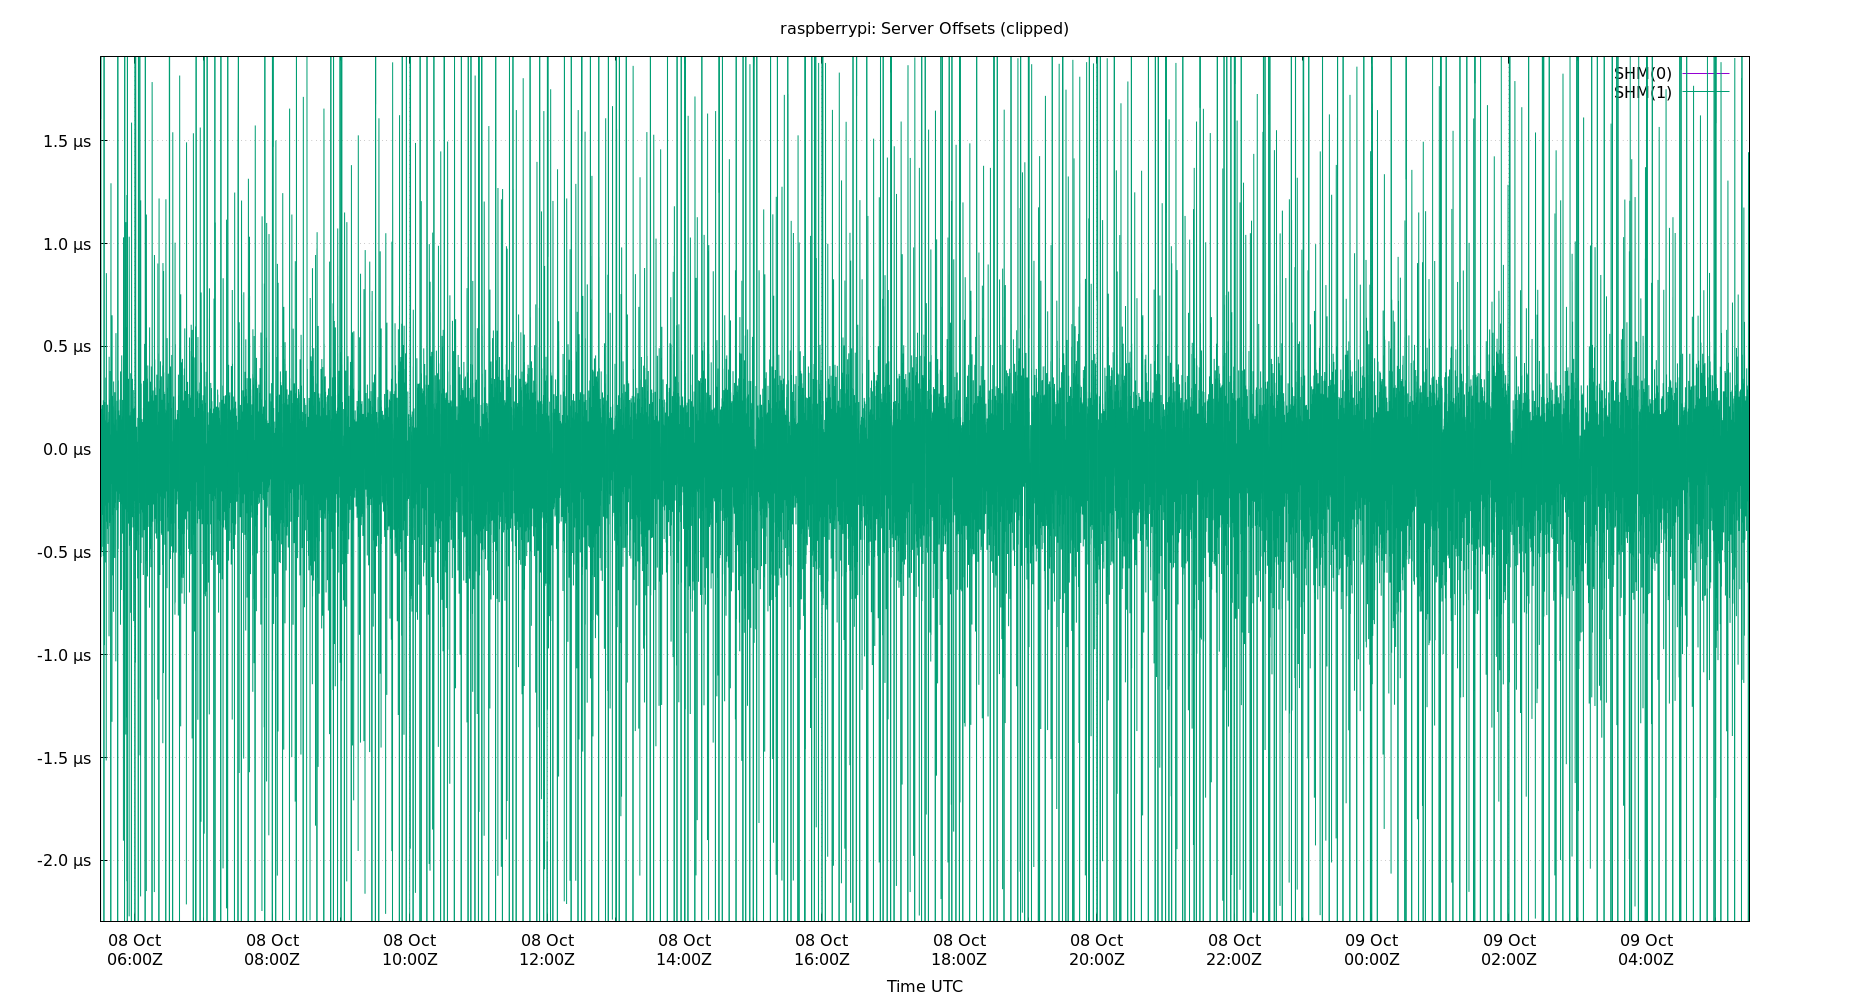 raspberrypi: Server Offsets (clipped)
SHM(0)
SHM(1)
1.5 µs
1.0 µs
0.5 µs
0.0 µs
-0.5 µs
-1.0 µs
-1.5 µs
-2.0 µs
08 Oct 08 Oct 08 Oct 08 Oct 08 Oct 08 Oct 08 Oct 08 Oct 08 Oct 09 Oct 09 Oct 09 Oct
06:00Z 08:00Z 10:00Z 12:00Z 14:00Z 16:00Z 18:00Z 20:00Z 22:00Z 00:00Z 02:00Z 04:00Z
Time UTC